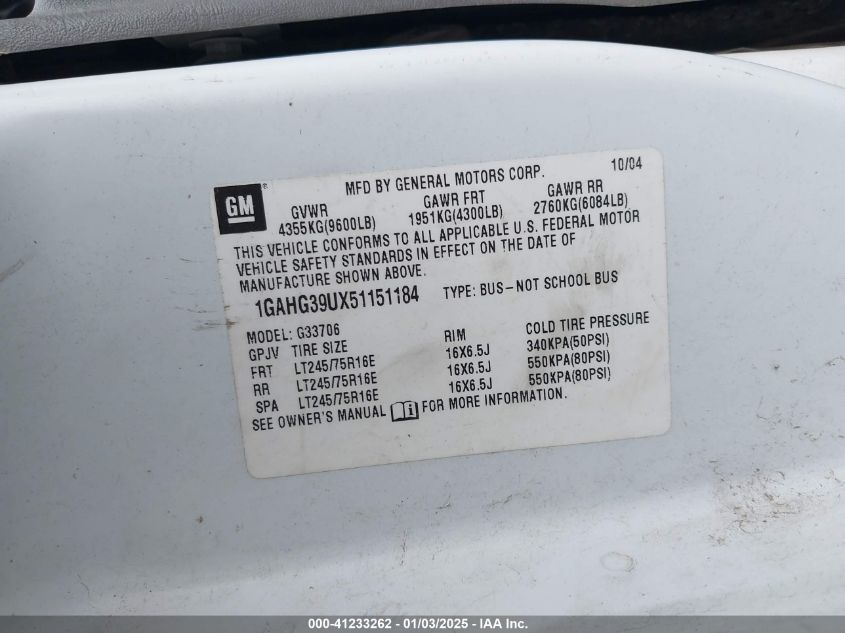 GM®
MFD BY GENERAL MOTORS CORP. 10/04
GVWR GAWR FRT GAWR RR
4355KG(9600LB) 1951KG(4300LB) 2760KG(6084LB)
THIS VEHICLE CONFORMS TO ALL APPLICABLE U.S. FEDERAL MOTOR
VEHICLE SAFETY STANDARDS IN EFFECT ON THE DATE OF
MANUFACTURE SHOWN ABOVE.
1GAHG39UX51151184 TYPE: BUS-NOT SCHOOL BUS
MODEL: G33706
GPJV TIRE SIZE RIM COLD TIRE PRESSURE
FRT LT245/75R16E 16X6.5J 340KPA(50PSI)
RR LT245/75R16E 16X6.5J 550KPA(80PSI)
SPA LT245/75R16E 16X6.5J 550KPA(80PSI)
SEE OWNER'S MANUAL i FOR MORE INFORMATION.
000-41233262 - 01/03/2025 - IAA Inc.